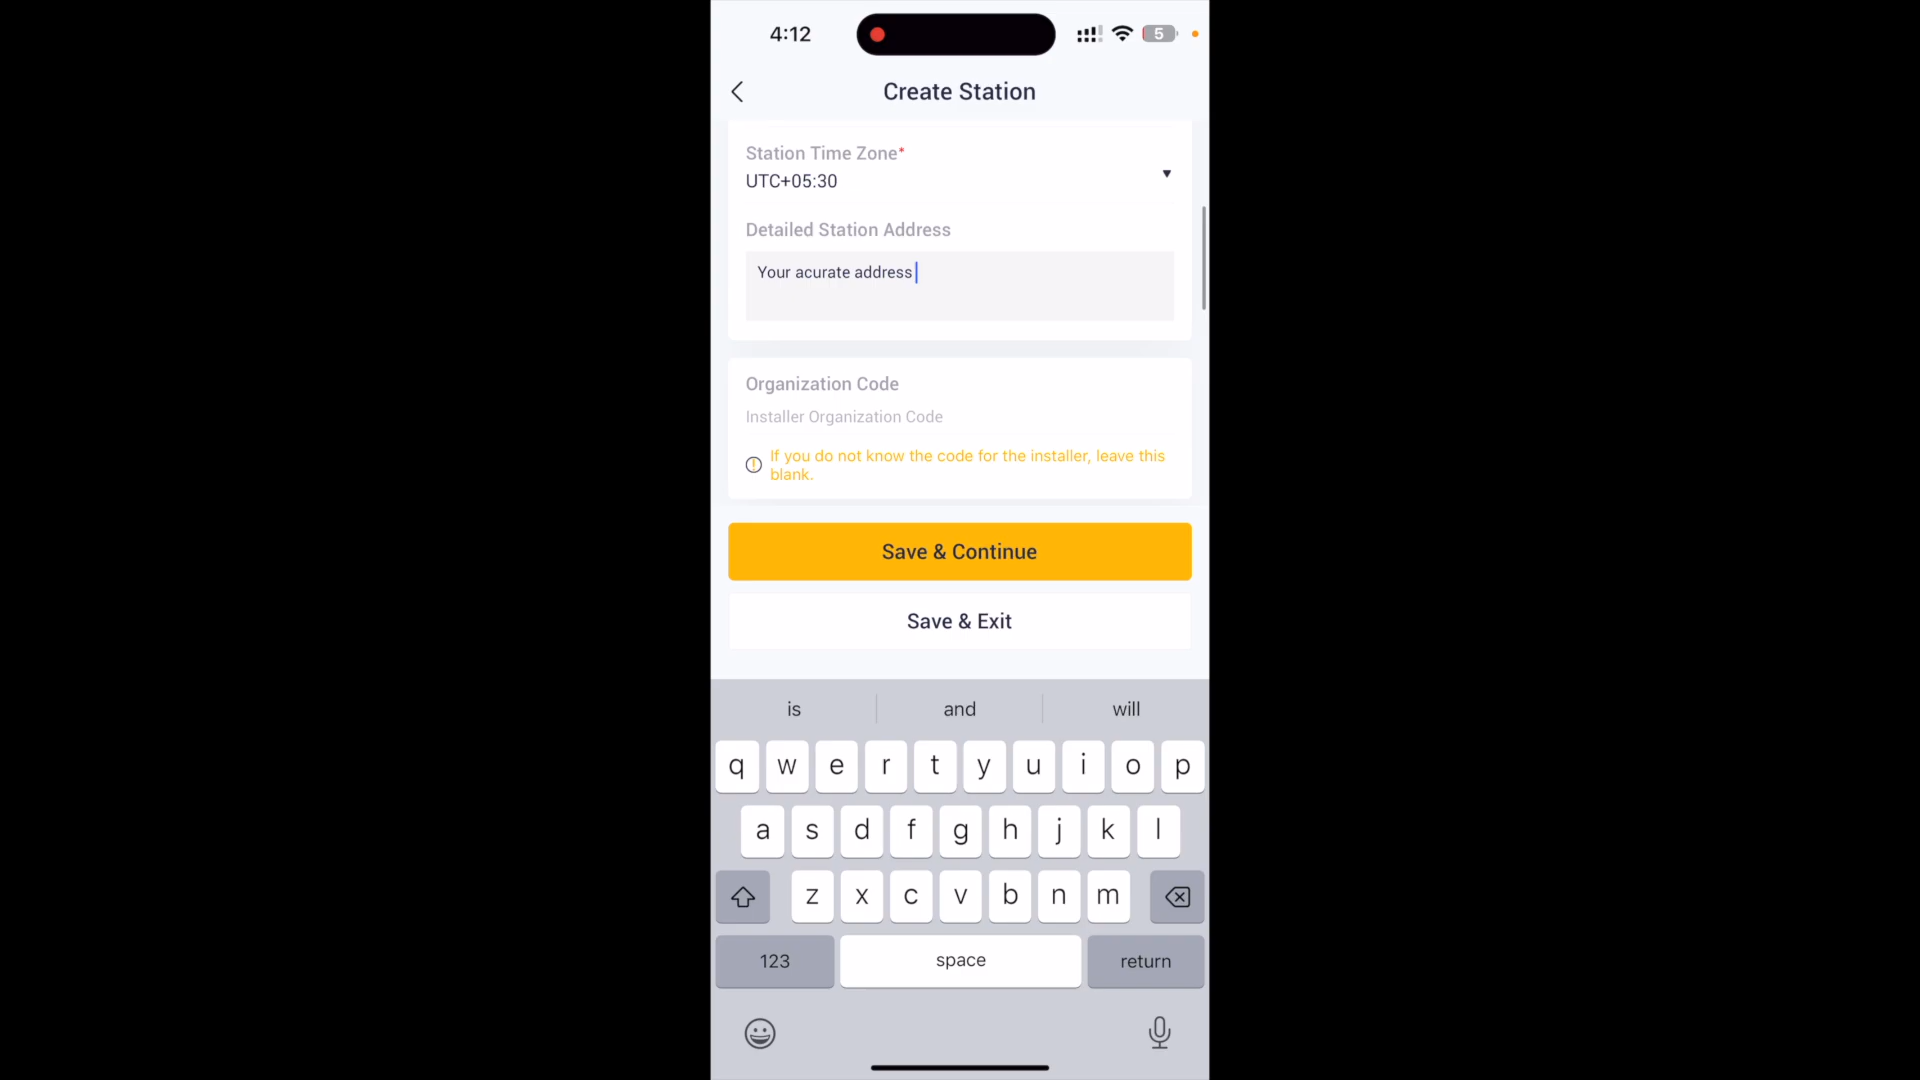 4:12
5
Create Station
Station Time Zone*
UTC+05:30
Detailed Station Address
Your acurate address
Organization Code
Installer Organization Code
If you do not know the code for the installer, leave this
blank.
Save & Continue
Save & Exit
is and will
q w e r t y u i o p
a s d f g h j k l
z x c v b n m
123 space return